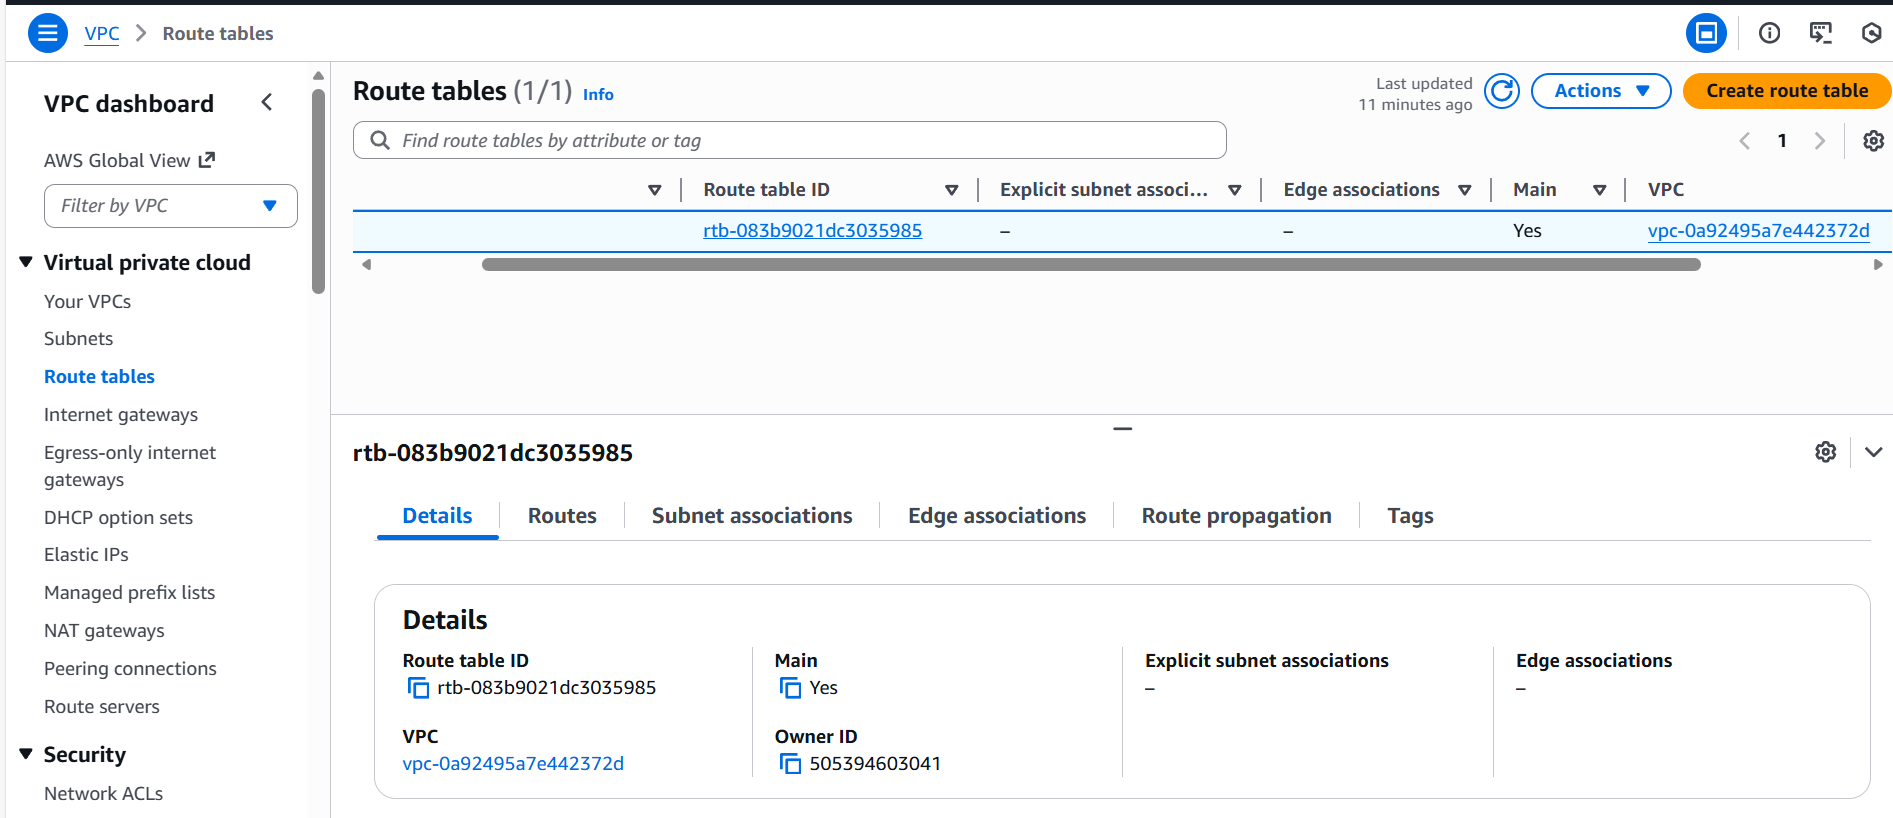 VPC > Route tables
VPC dashboard
AWS Global View
Filter by VPC
Virtual private cloud
Your VPCs
Subnets
Route tables
Internet gateways
Egress-only internet
gateways
DHCP option sets
Elastic IPs
Managed prefix lists
NAT gateways
Peering connections
Route servers
Security
Network ACLs
Route tables (1/1) Info
Last updated
11 minutes ago
Actions
Create route table
Find route tables by attribute or tag
1
Route table ID Explicit subnet associ... Edge associations Main VPC
rtb-083b9021dc3035985 – – Yes vpc-0a92495a7e442372d
rtb-083b9021dc3035985
Details Routes Subnet associations Edge associations Route propagation Tags
Details
Route table ID
rtb-083b9021dc3035985
Main
Yes
Explicit subnet associations
–
Edge associations
–
VPC
vpc-0a92495a7e442372d
Owner ID
505394603041